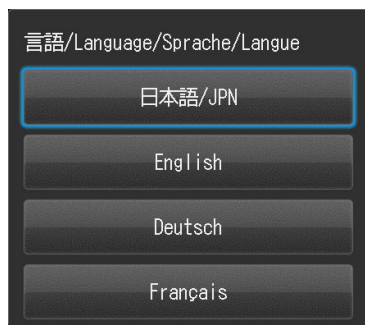 言語/Language/Sprache/Langue
日本語/JPN
English
Deutsch
Français